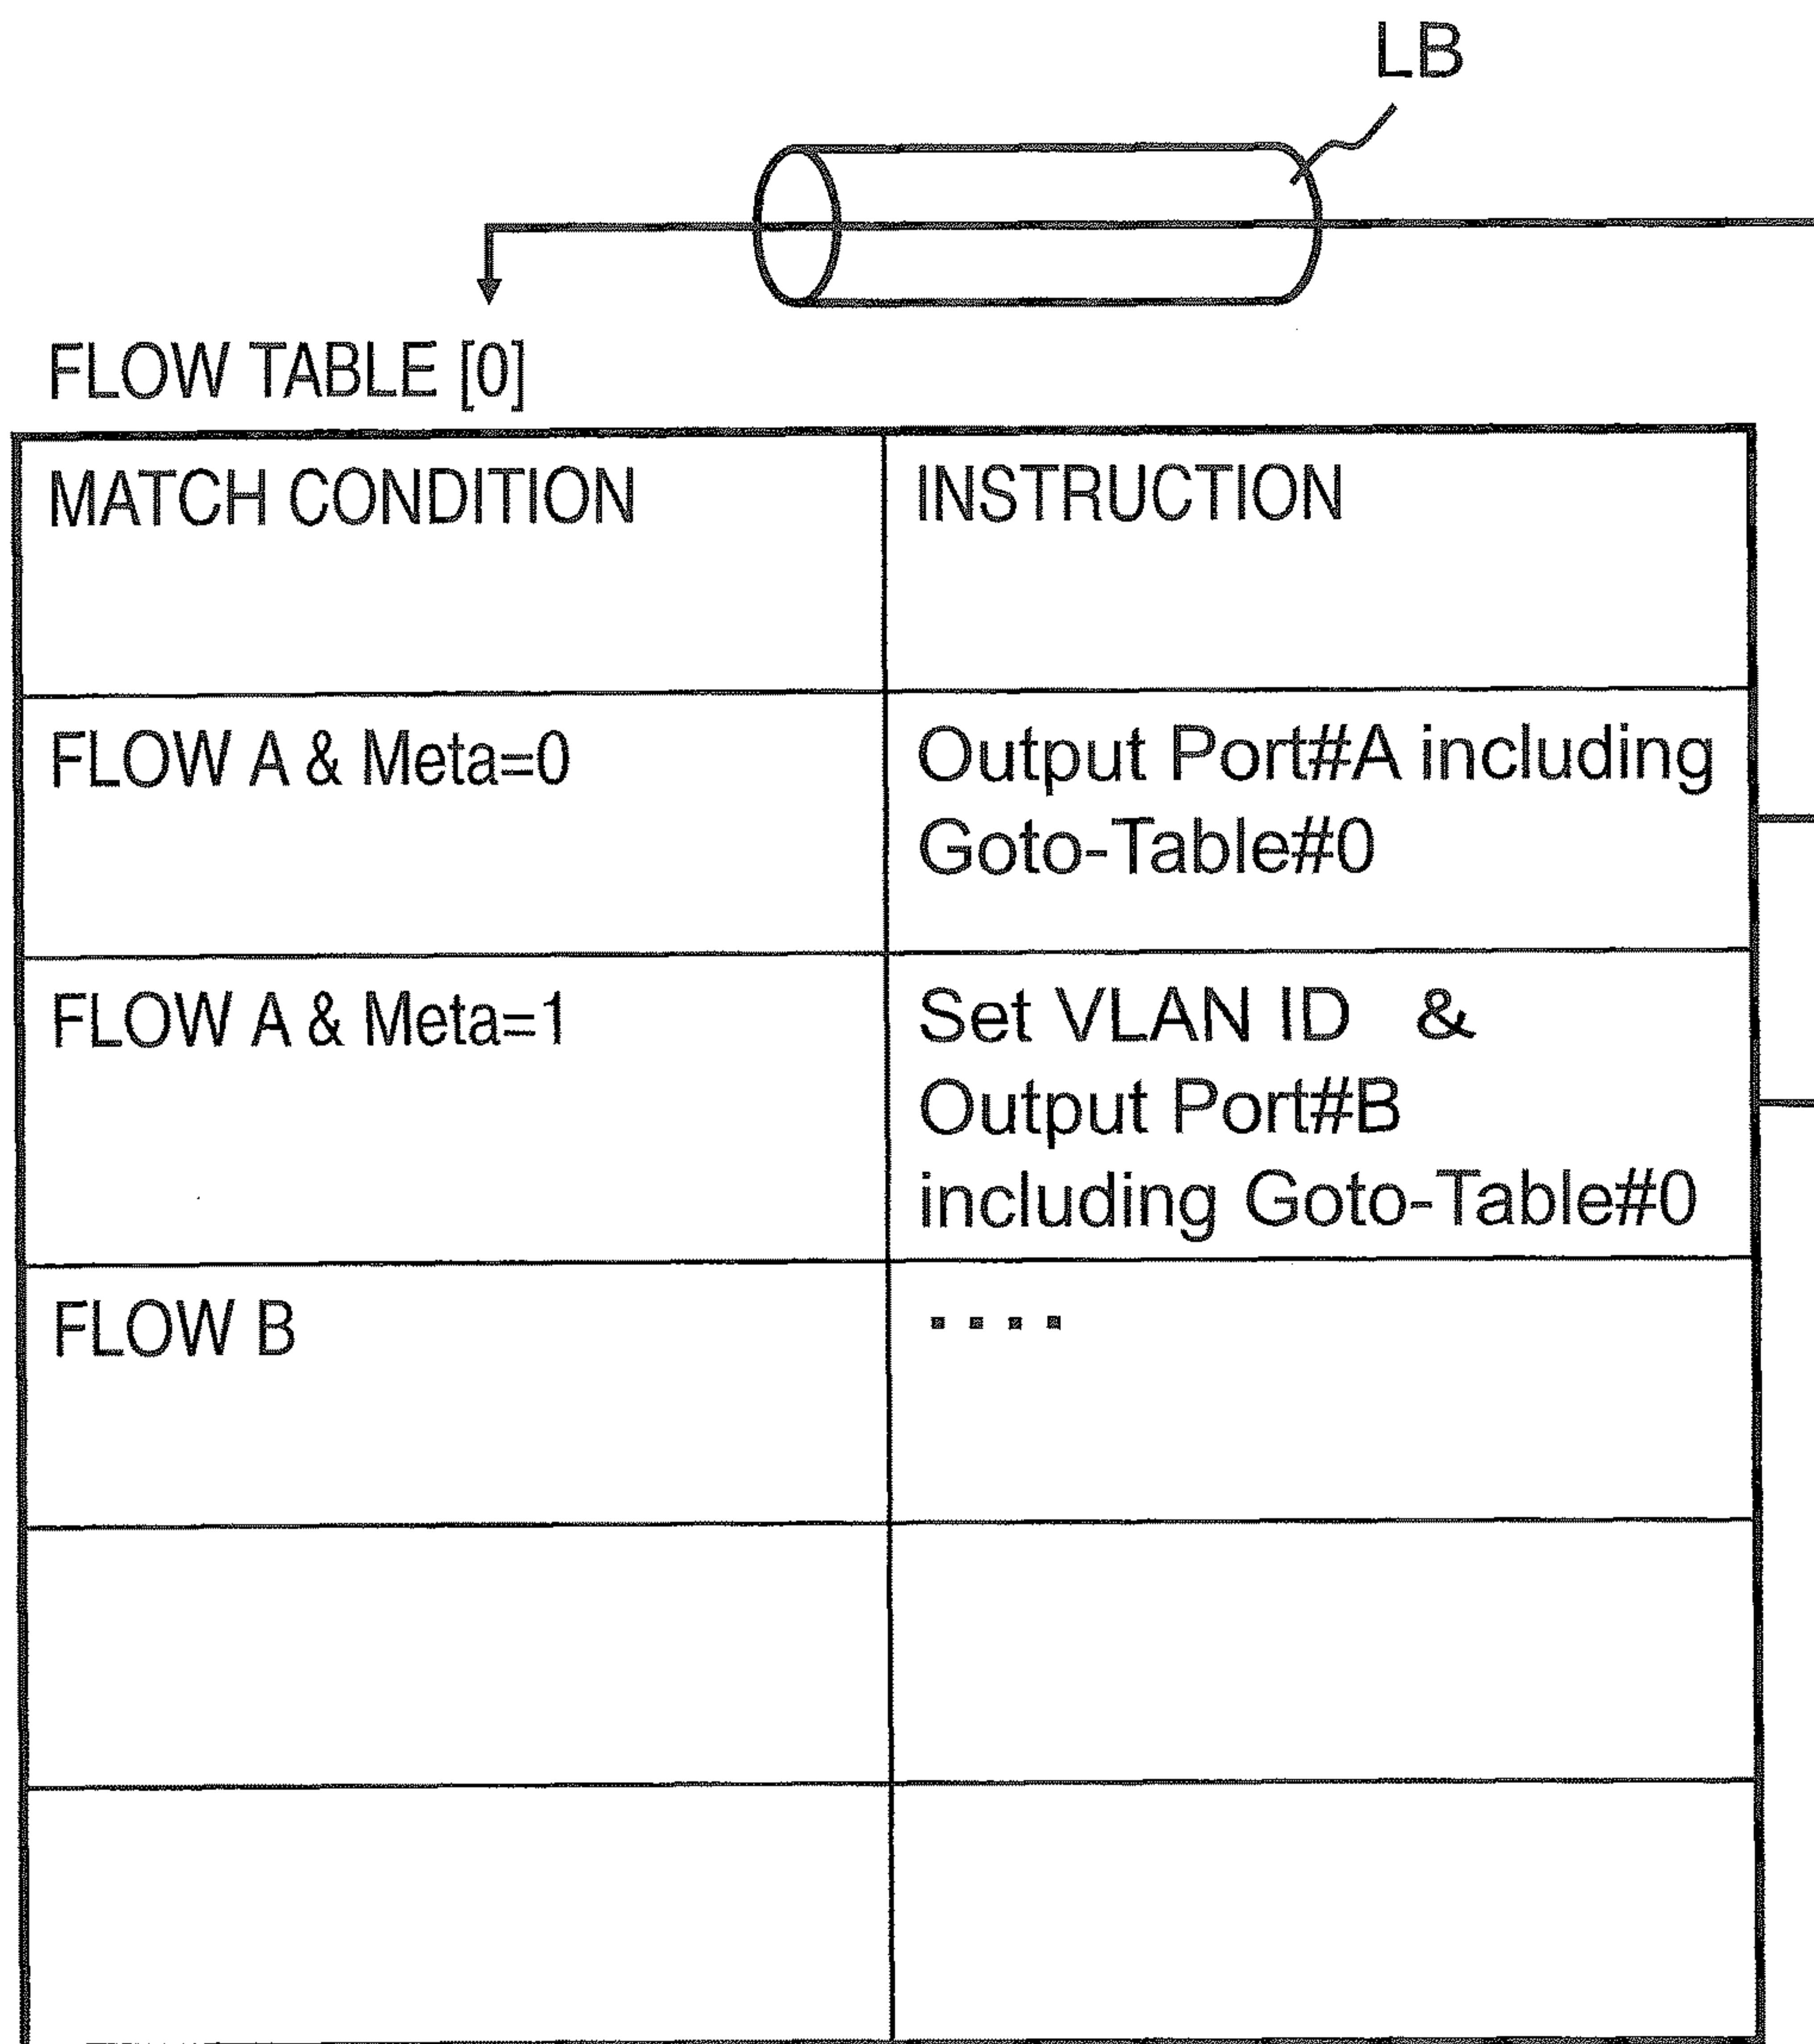 LB
FLOW TABLE [0]
MATCH CONDITION
INSTRUCTION
FLOW A & Meta=0
Output Port#A including
Goto-Table#0
FLOW A & Meta=1
Set VLAN ID &
Output Port#B
including Goto-Table#0
FLOW B
....